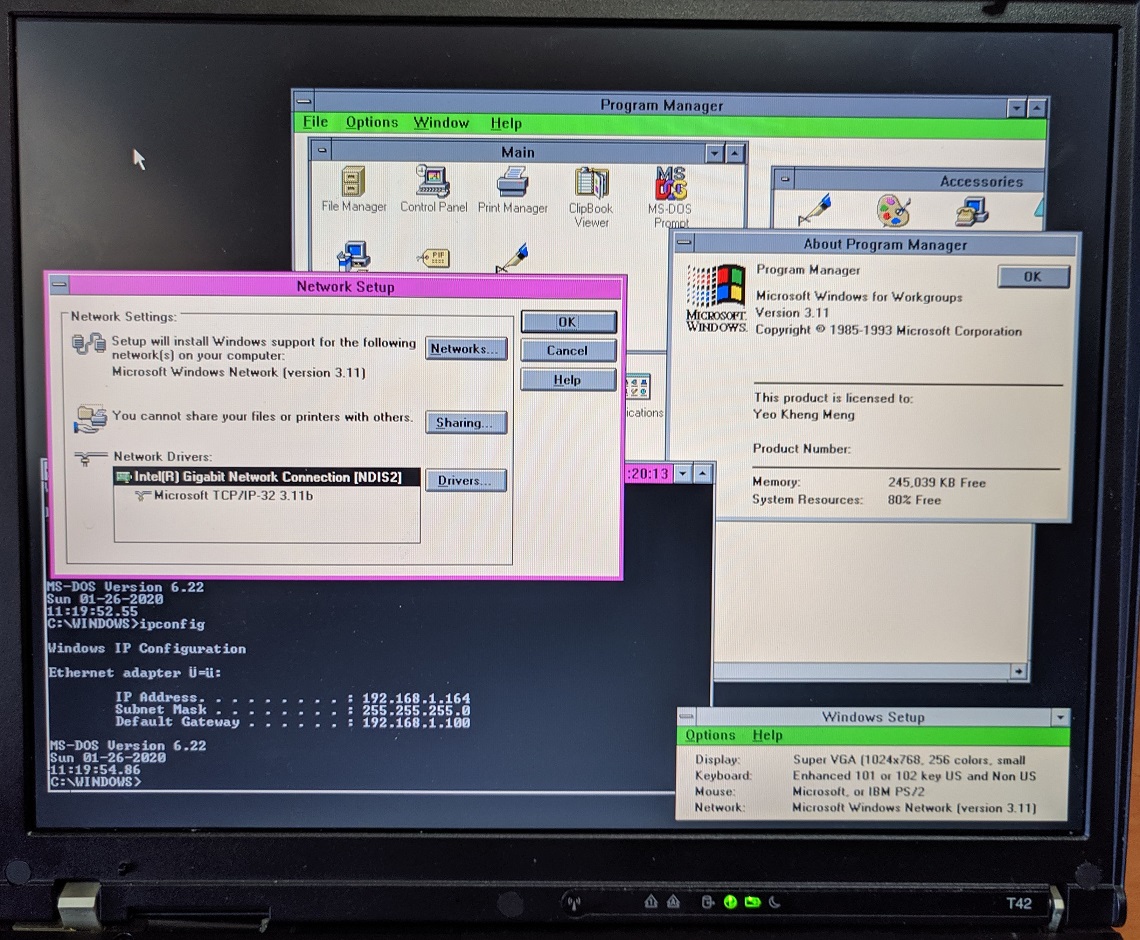 Program Manager
File Options Window Help
Main
File Manager
Control Panel
Print Manager
ClipBook
Viewer
MS-DOS
Prompt
MS
PIF
Accessories
About Program Manager
MICROSOFT.
WINDOWS.
Program Manager
OK
Microsoft Windows for Workgroups
Version 3.11
Copyright © 1985-1993 Microsoft Corporation
This product is licensed to:
Yeo Kheng Meng
Product Number:
Memory: 245,039 KB Free
System Resources: 80% Free
Network Setup
Network Settings:
Setup will install Windows support for the following
network(s) on your computer:
Microsoft Windows Network (version 3.11)
Networks...
OK
Cancel
Help
You cannot share your files or printers with others.
Sharing...
Network Drivers:
Intel(R) Gigabit Network Connection [NDIS2]
Microsoft TCP/IP-32 3.11b
Drivers...
ications
:20:13
MS-DOS Version 6.22
Sun 01-26-2020
11:19:52.55
C:\WINDOWS>ipconfig
Windows IP Configuration
Ethernet adapter Ü=ü:
IP Address. . . . . . . . . : 192.168.1.164
Subnet Mask . . . . . . . . : 255.255.255.0
Default Gateway . . . . . . : 192.168.1.100
MS-DOS Version 6.22
Sun 01-26-2020
11:19:54.86
C:\WINDOWS>
Windows Setup
Options Help
Display: Super VGA (1024x768, 256 colors, small
Keyboard: Enhanced 101 or 102 key US and Non US
Mouse: Microsoft, or IBM PS/2
Network: Microsoft Windows Network (version 3.11)
T42